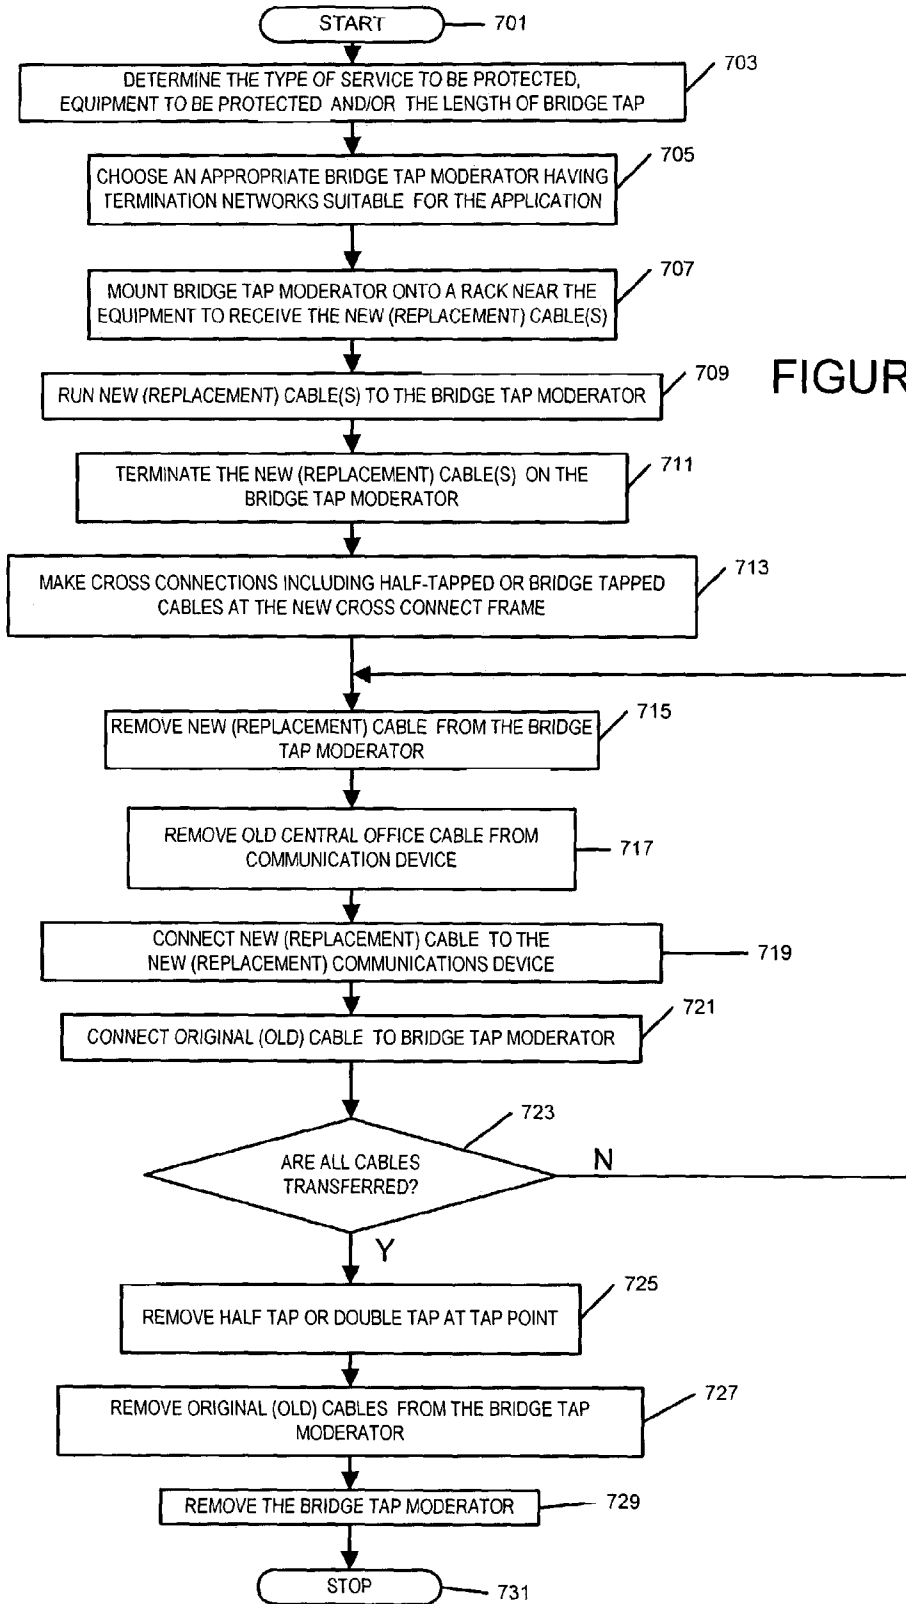 START
701
DETERMINE THE TYPE OF SERVICE TO BE PROTECTED,
EQUIPMENT TO BE PROTECTED AND/OR THE LENGTH OF BRIDGE TAP
703
CHOOSE AN APPROPRIATE BRIDGE TAP MODERATOR HAVING
TERMINATION NETWORKS SUITABLE FOR THE APPLICATION
705
MOUNT BRIDGE TAP MODERATOR ONTO A RACK NEAR THE
EQUIPMENT TO RECEIVE THE NEW (REPLACEMENT) CABLE(S)
707
RUN NEW (REPLACEMENT) CABLE(S) TO THE BRIDGE TAP MODERATOR
709
FIGUR
TERMINATE THE NEW (REPLACEMENT) CABLE(S) ON THE
BRIDGE TAP MODERATOR
711
MAKE CROSS CONNECTIONS INCLUDING HALF-TAPPED OR BRIDGE TAPPED
CABLES AT THE NEW CROSS CONNECT FRAME
713
REMOVE NEW (REPLACEMENT) CABLE FROM THE BRIDGE
TAP MODERATOR
715
REMOVE OLD CENTRAL OFFICE CABLE FROM
COMMUNICATION DEVICE
717
CONNECT NEW (REPLACEMENT) CABLE TO THE
NEW (REPLACEMENT) COMMUNICATIONS DEVICE
719
CONNECT ORIGINAL (OLD) CABLE TO BRIDGE TAP MODERATOR
721
ARE ALL CABLES
TRANSFERRED?
723
N
Y
REMOVE HALF TAP OR DOUBLE TAP AT TAP POINT
725
REMOVE ORIGINAL (OLD) CABLES FROM THE BRIDGE TAP
MODERATOR
727
REMOVE THE BRIDGE TAP MODERATOR
729
STOP
731